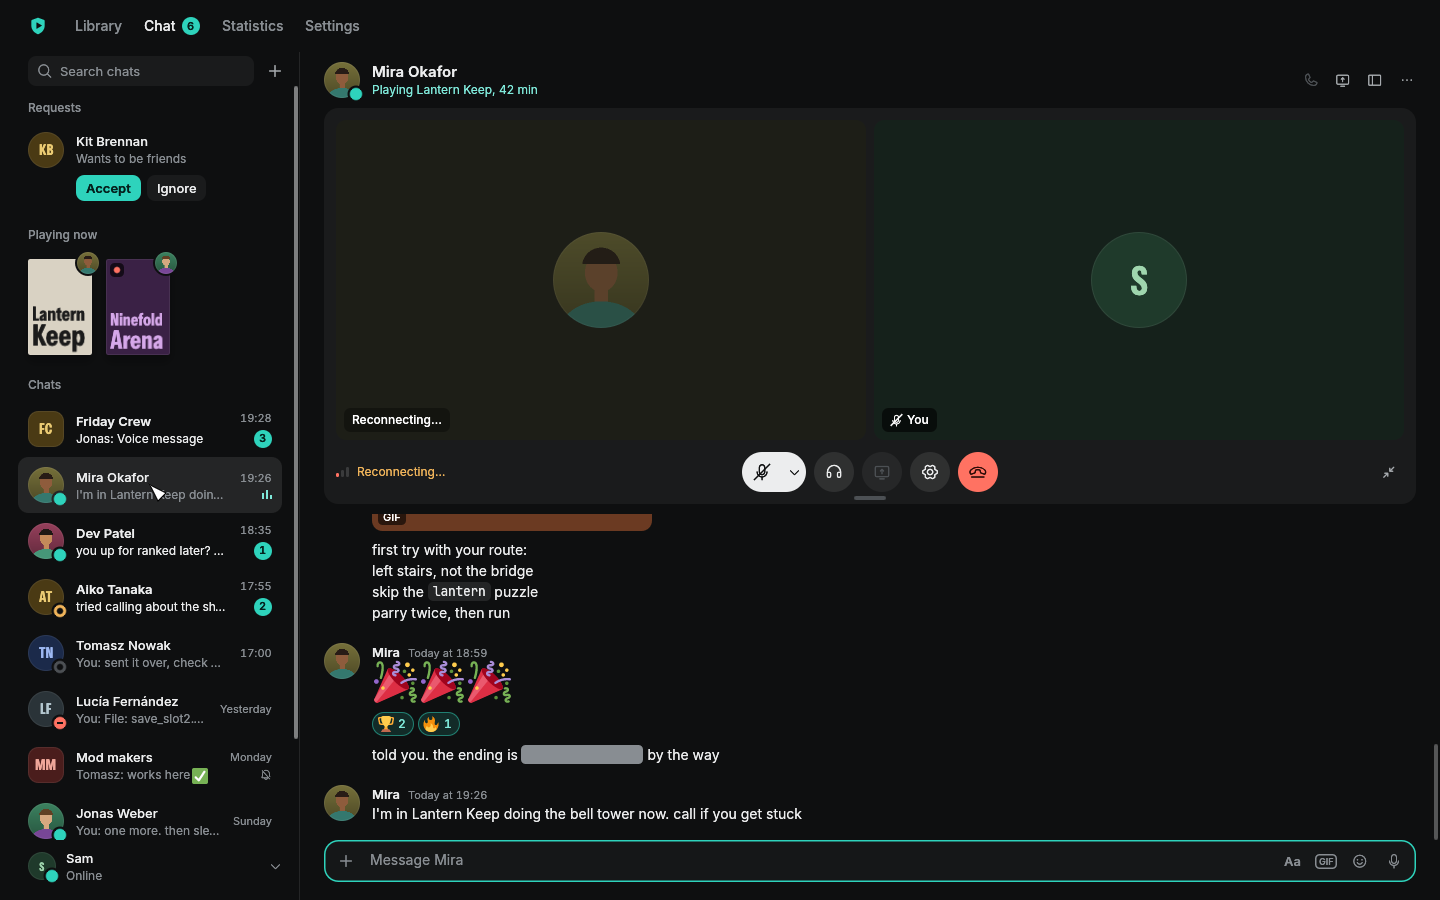 Library
Chat 6
Statistics
Settings
Search chats
Requests
KB
Kit Brennan
Wants to be friends
Accept
Ignore
Playing now
Lantern
Keep
Ninefold
Arena
Chats
FC
Friday Crew
19:28
Jonas: Voice message
3
Mira Okafor
19:26
I'm in Lantern Keep doin...
Dev Patel
18:35
you up for ranked later? ...
1
AT
Aiko Tanaka
17:55
tried calling about the sh...
2
TN
Tomasz Nowak
17:00
You: sent it over, check ...
LF
Lucía Fernández
Yesterday
You: File: save_slot2....
MM
Mod makers
Monday
Tomasz: works here
Jonas Weber
Sunday
You: one more. then sle...
S
Sam
Online
Mira Okafor
Playing Lantern Keep, 42 min
S
Reconnecting...
You
Reconnecting...
GIF
first try with your route:
left stairs, not the bridge
skip the lantern puzzle
parry twice, then run
Mira Today at 18:59
2
1
told you. the ending is by the way
Mira Today at 19:26
I'm in Lantern Keep doing the bell tower now. call if you get stuck
Message Mira
Aa
GIF